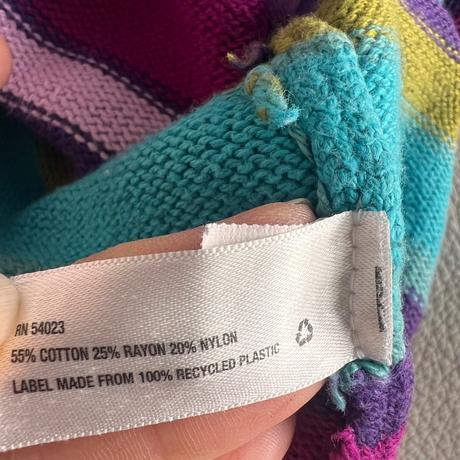 RN 54023
55% COTTON 25% RAYON 20% NYLON
LABEL MADE FROM 100% RECYCLED PLASTIC